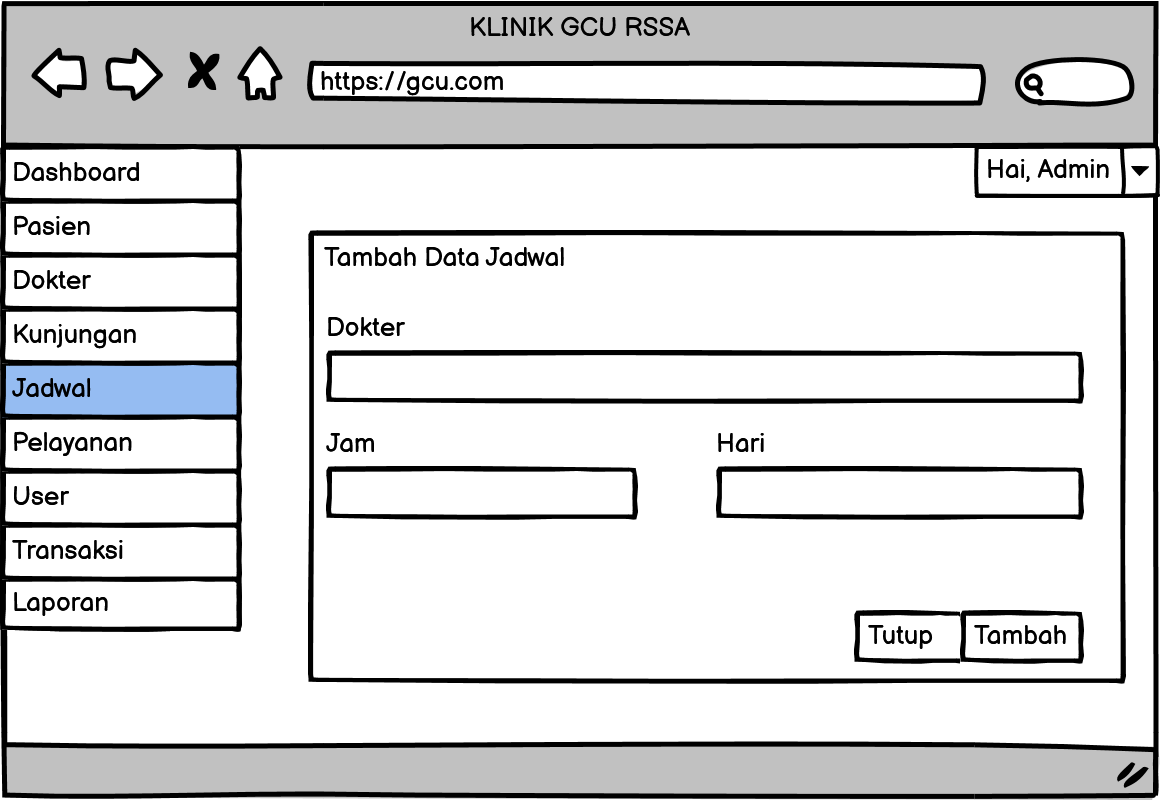 KLINIK GCU RSSA
https://gcu.com
Hai, Admin
Dashboard
Pasien
Dokter
Kunjungan
Jadwal
Pelayanan
User
Transaksi
Laporan
Tambah Data Jadwal
Dokter
Jam
Hari
Tutup
Tambah